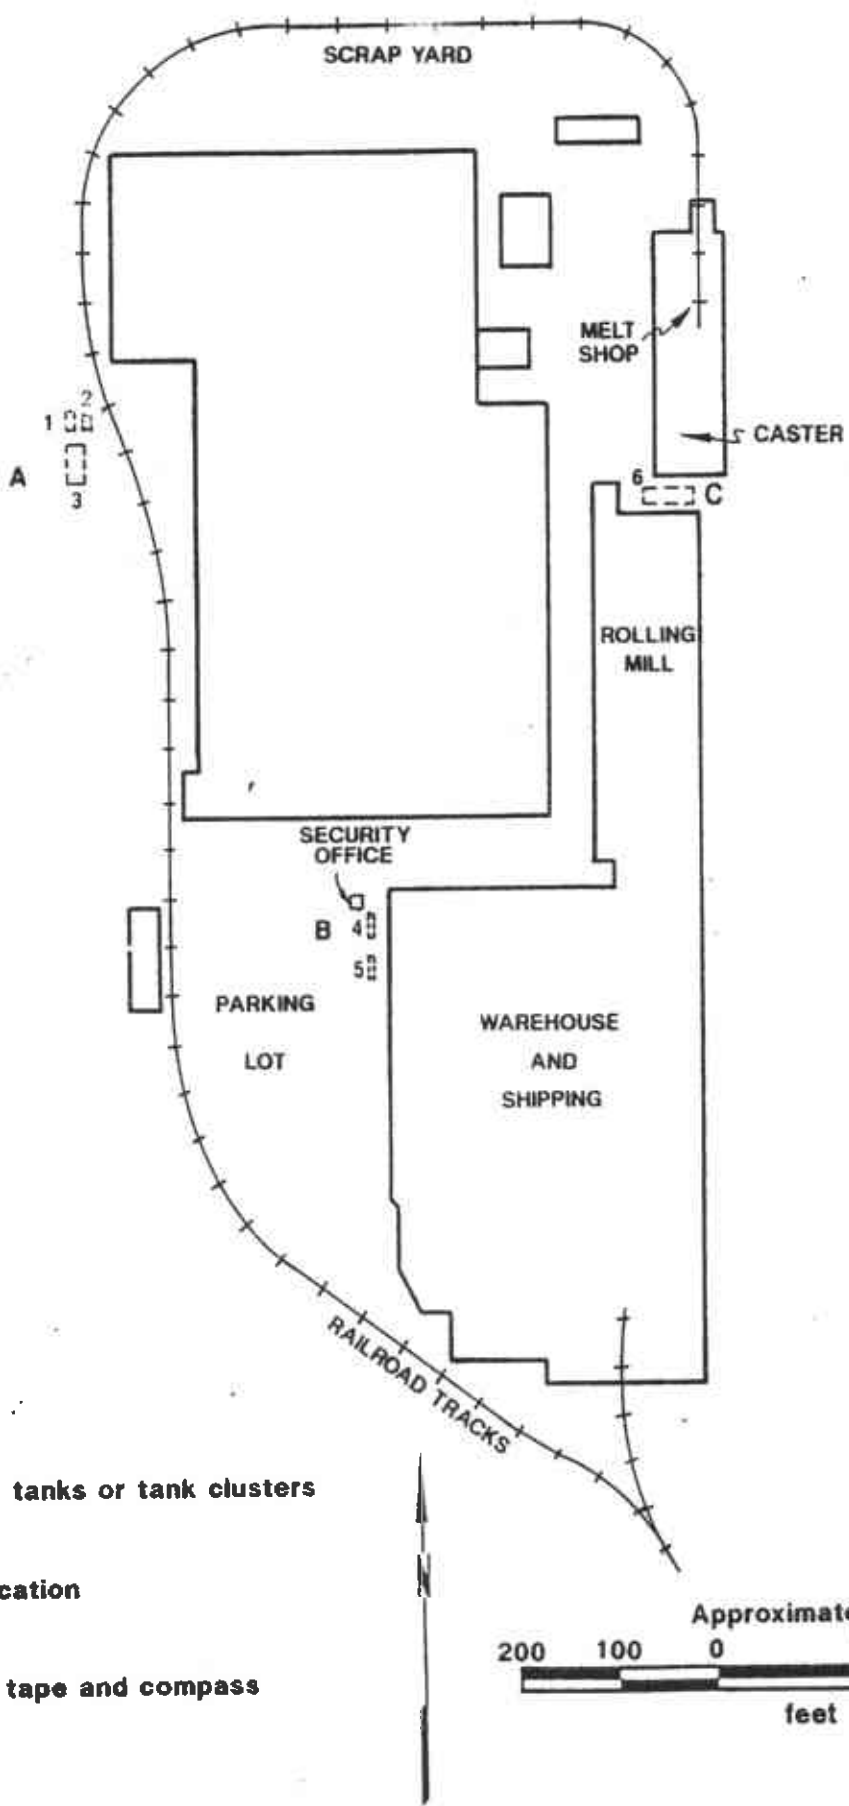 SCRAP YARD
MELT
SHOP
CASTER
1
2
A
3
6
C
ROLLING
MILL
SECURITY
OFFICE
B
4
5
PARKING
LOT
WAREHOUSE
AND
SHIPPING
RAILROAD TRACKS
tanks or tank clusters
cation
tape and compass
N
Approximate
200 100 0
feet